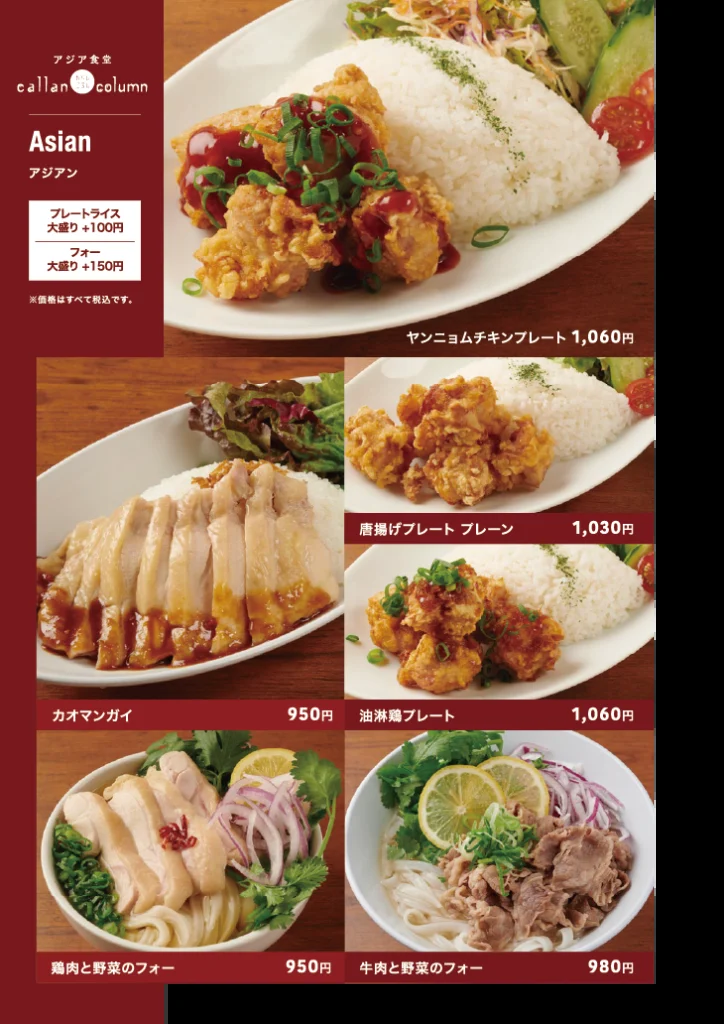 アジア食堂
callan column
Asian
アジアン
プレートライス
大盛り +100円
フォー
大盛り +150円
※価格はすべて税込です。
ヤンニョムチキンプレート 1,060円
唐揚げプレート プレーン 1,030円
カオマンガイ 950円
油淋鶏プレート 1,060円
鶏肉と野菜のフォー 950円
牛肉と野菜のフォー 980円